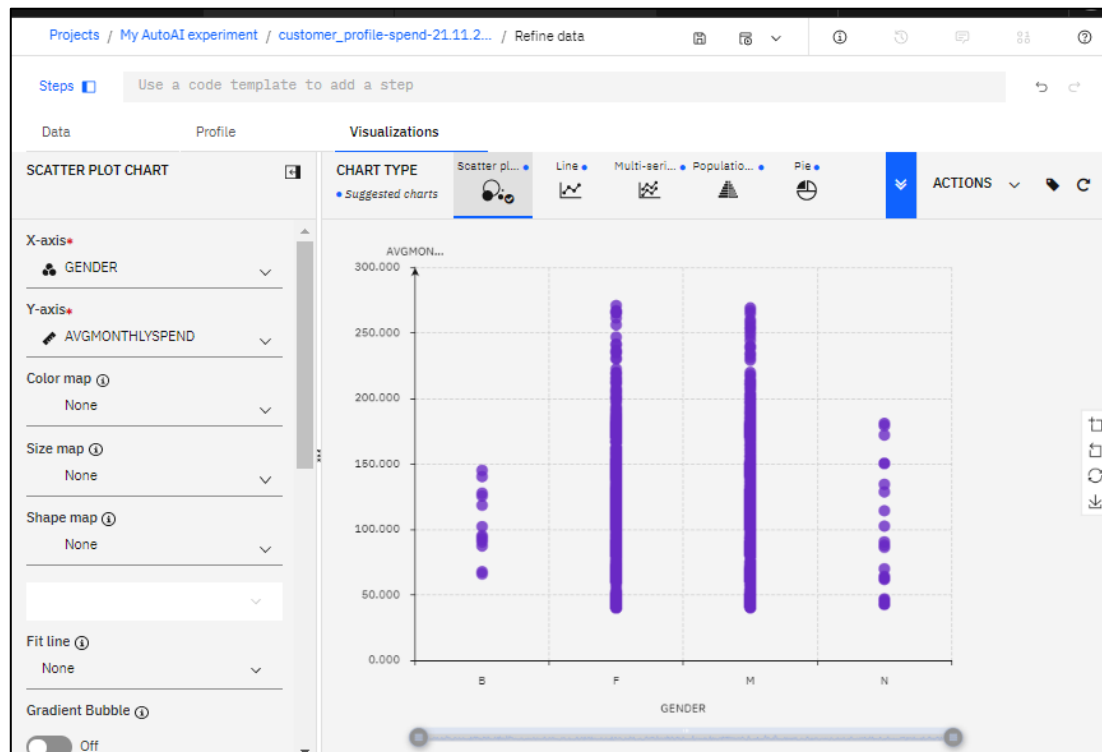 Projects / My AutoAI experiment / customer_profile-spend-21.11.2... / Refine data
Steps Use a code template to add a step
Data Profile Visualizations
SCATTER PLOT CHART
X-axis*
GENDER
Y-axis*
AVGMONTHLYSPEND
Color map
None
Size map
None
Shape map
None
Fit line
None
Gradient Bubble
Off
CHART TYPE
• Suggested charts
Scatter pl... Line Multi-seri... Populatio... Pie
ACTIONS
AVGMON...
300.000
250.000
200.000
150.000
100.000
50.000
0.000
B F M N
GENDER